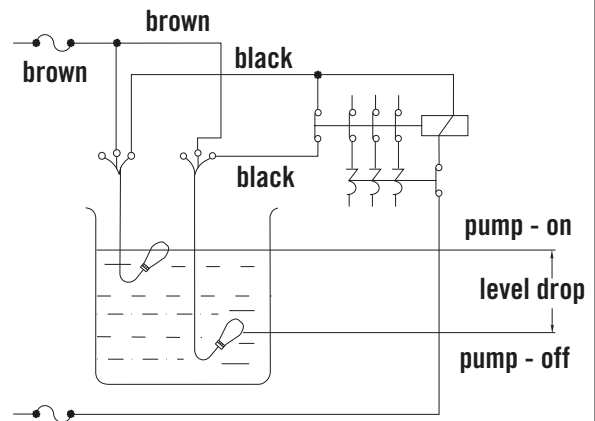 brown
brown
black
black
pump - on
level drop
pump - off